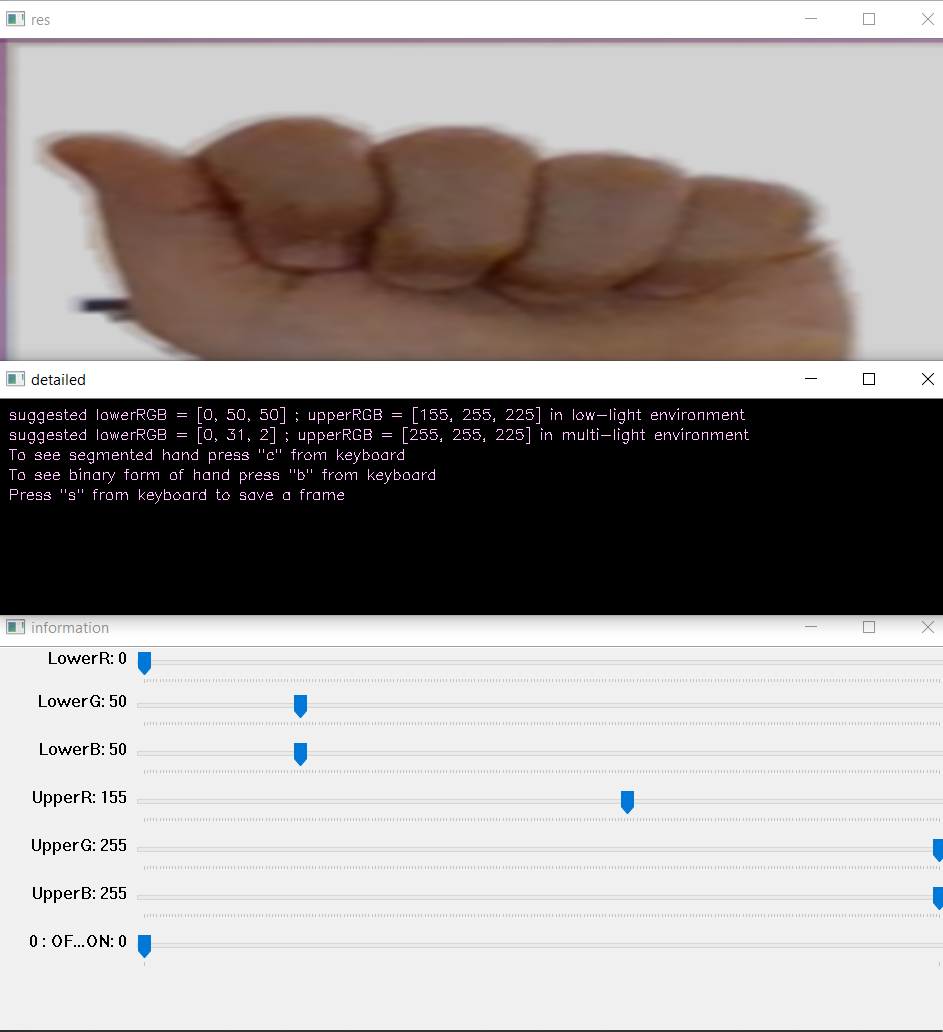 res
detailed
suggested lowerRGB = [0, 50, 50] ; upperRGB = [155, 255, 225] in low-light environment
suggested lowerRGB = [0, 31, 2] ; upperRGB = [255, 255, 225] in multi-light environment
To see segmented hand press "c" from keyboard
To see binary form of hand press "b" from keyboard
Press "s" from keyboard to save a frame
information
LowerR: 0
LowerG: 50
LowerB: 50
UpperR: 155
UpperG: 255
UpperB: 255
0 : OF...ON: 0